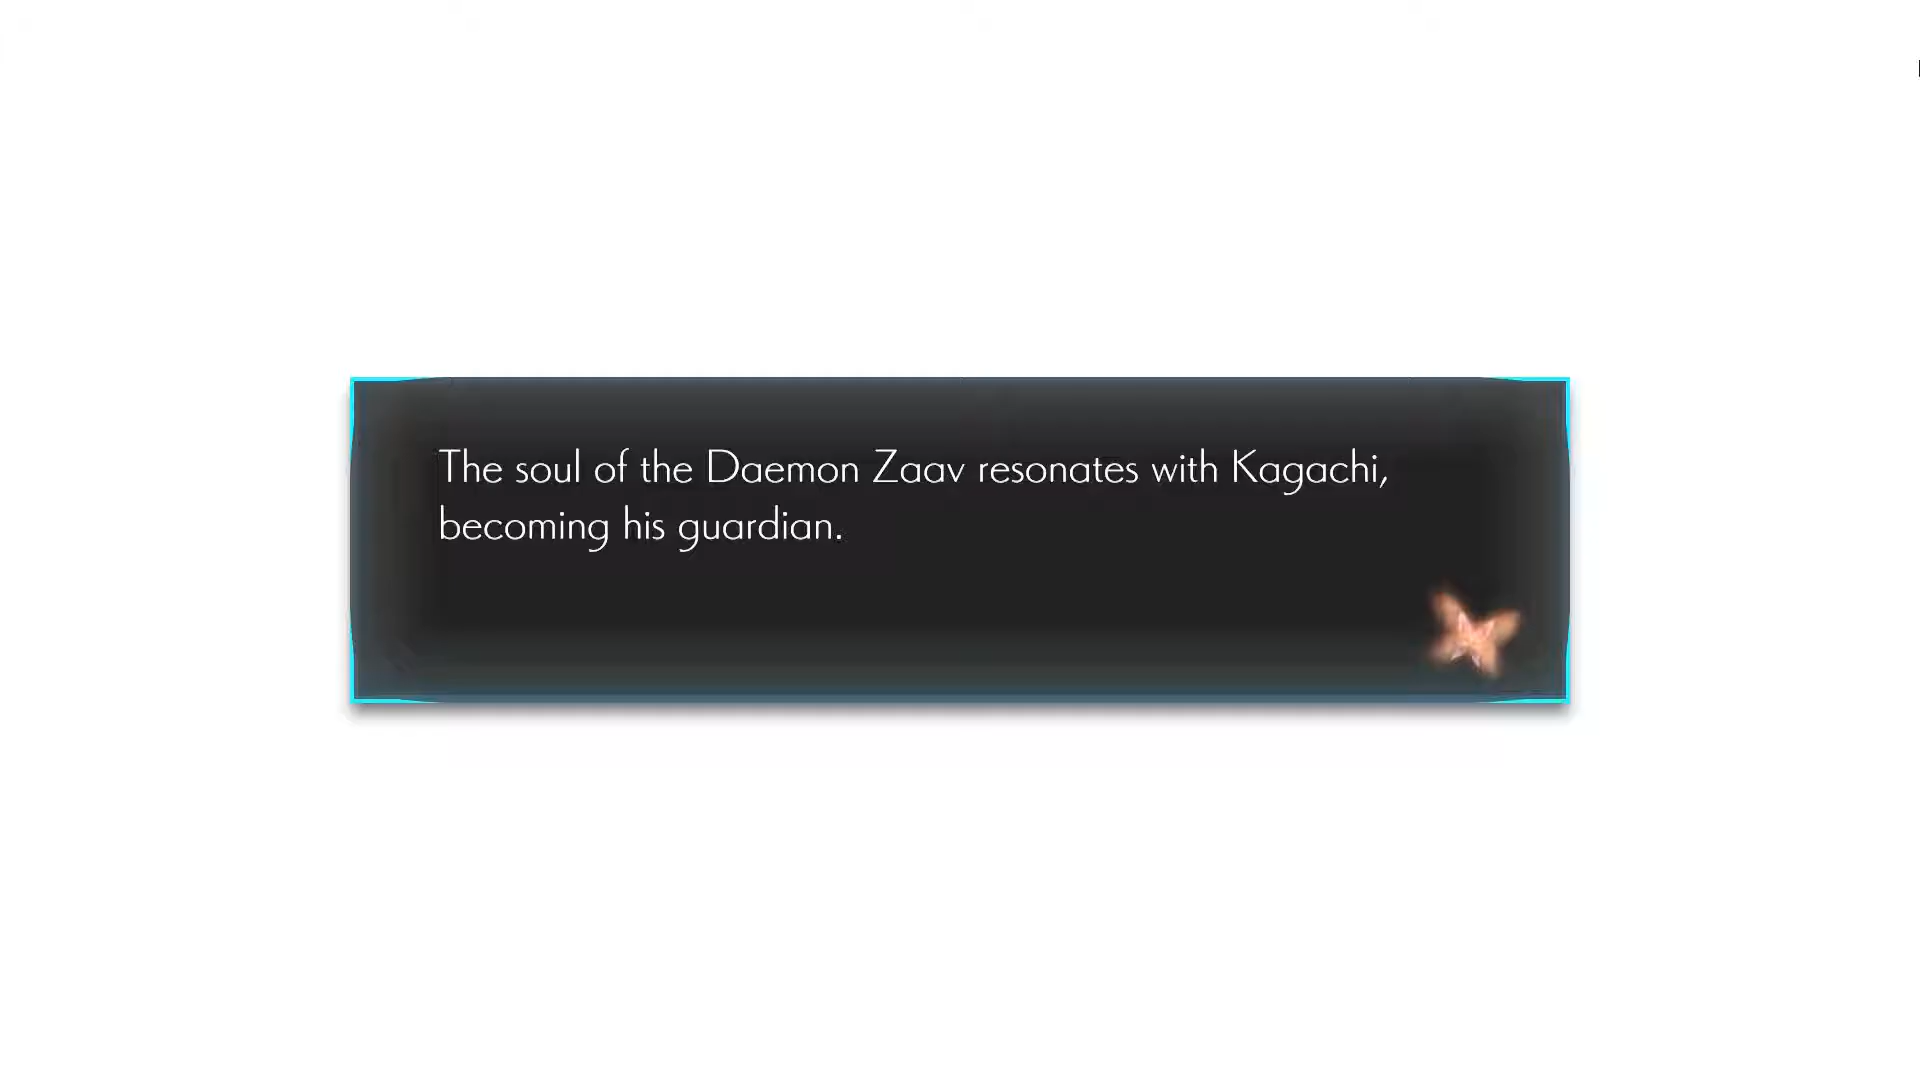 The soul of the Daemon Zaav resonates with Kagachi,
becoming his guardian.